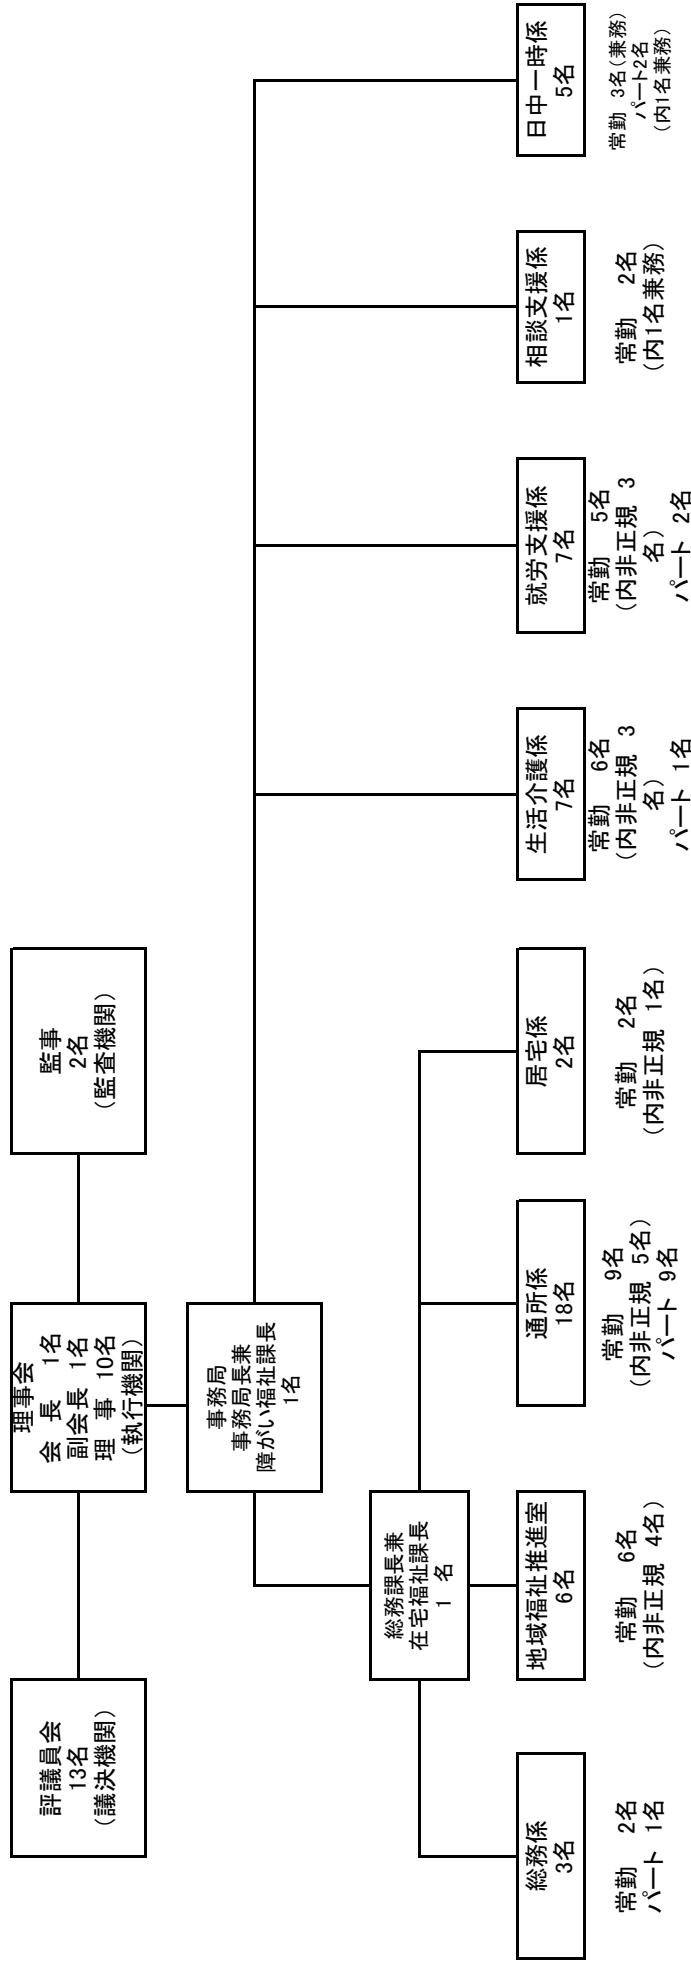 評議員会
13名
(議決機関)
理事会
会 長 1名
副会長 1名
理 事 10名
(執行機関)
監事
2名
(監査機関)
事務局
事務局長兼
障がい福祉課長
1名
総務課長兼
在宅福祉課長
1 名
総務係
3名
常勤 2名
パート 1名
地域福祉推進室
6名
常勤 6名
(内非正規 4名)
通所係
18名
常勤 9名
(内非正規 5名)
パート 9名
居宅係
2名
常勤 2名
(内非正規 1名)
生活介護係
7名
常勤 6名
(内非正規 3
名)
パート 1名
就労支援係
7名
常勤 5名
(内非正規 3
名)
パート 2名
相談支援係
1名
常勤 2名
(内1名兼務)
日中一時係
5名
常勤 3名(兼務)
パート2名
(内1名兼務)